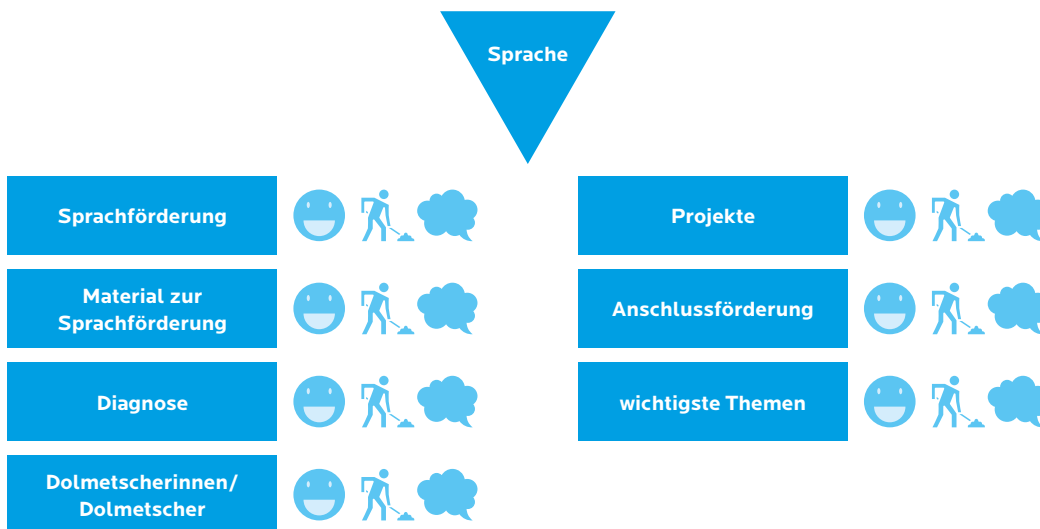 Sprache
Sprachförderung
Material zur
Sprachförderung
Diagnose
Dolmetscherinnen/
Dolmetscher
Projekte
Anschlussförderung
wichtigste Themen